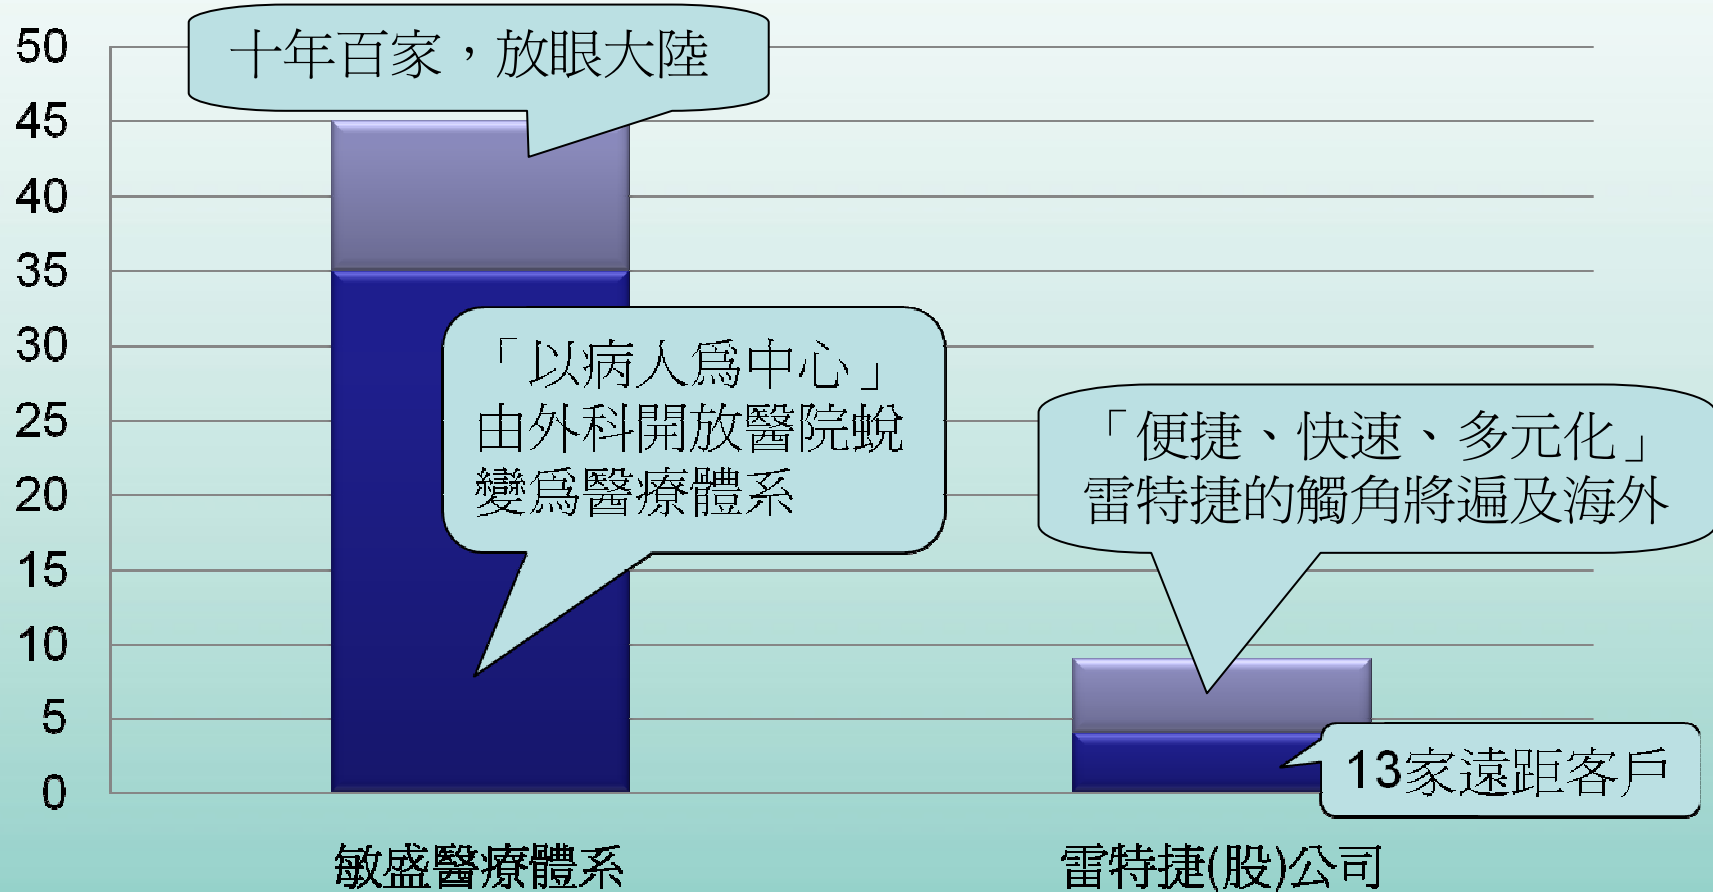 50
45
40
35
30
25
20
15
10
5
0
十年百家，放眼大陸
「以病人爲中心」
由外科開放醫院蛻
變爲醫療體系
「便捷、快速、多元化」
雷特捷的觸角將遍及海外
13家遠距客戶
敏盛醫療體系
雷特捷(股)公司